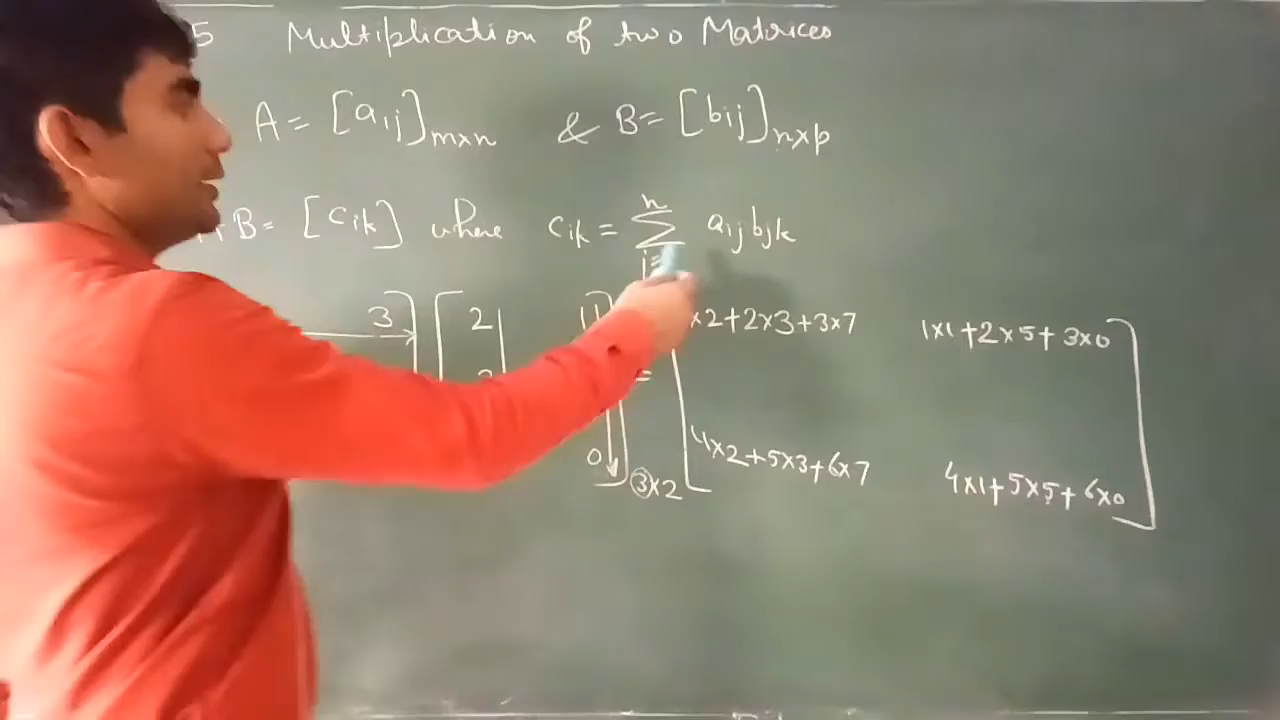 5 Multiplication of two Matrices
A = [aij]m×n & B = [bij]n×p
B = [cik] where cik = n Σ j= aij bjk
3 ] [ 2 1 ] ×2+2×3+3×7 1×1+2×5+3×0 ]
=
0 ] 3×2 [ 4×2+5×3+6×7 4×1+5×5+6×0 ]